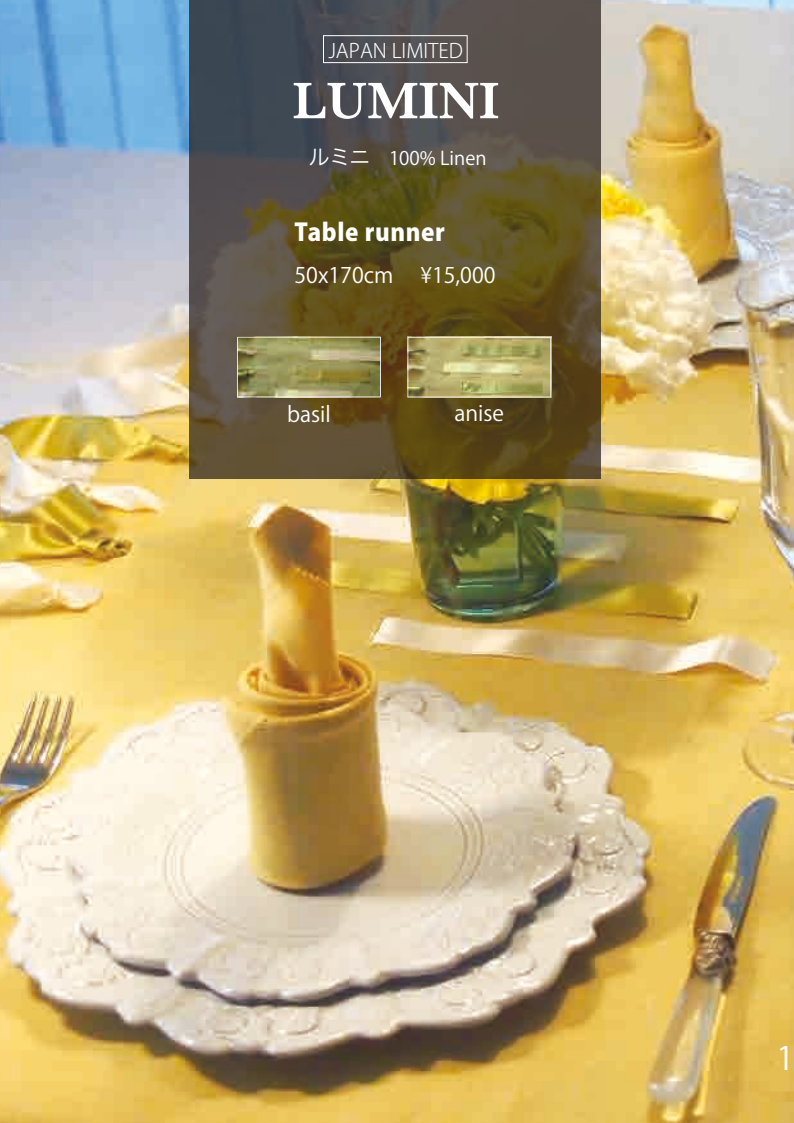 JAPAN LIMITED
LUMINI
ルミニ 100% Linen
Table runner
50x170cm ¥15,000
basil anise
1